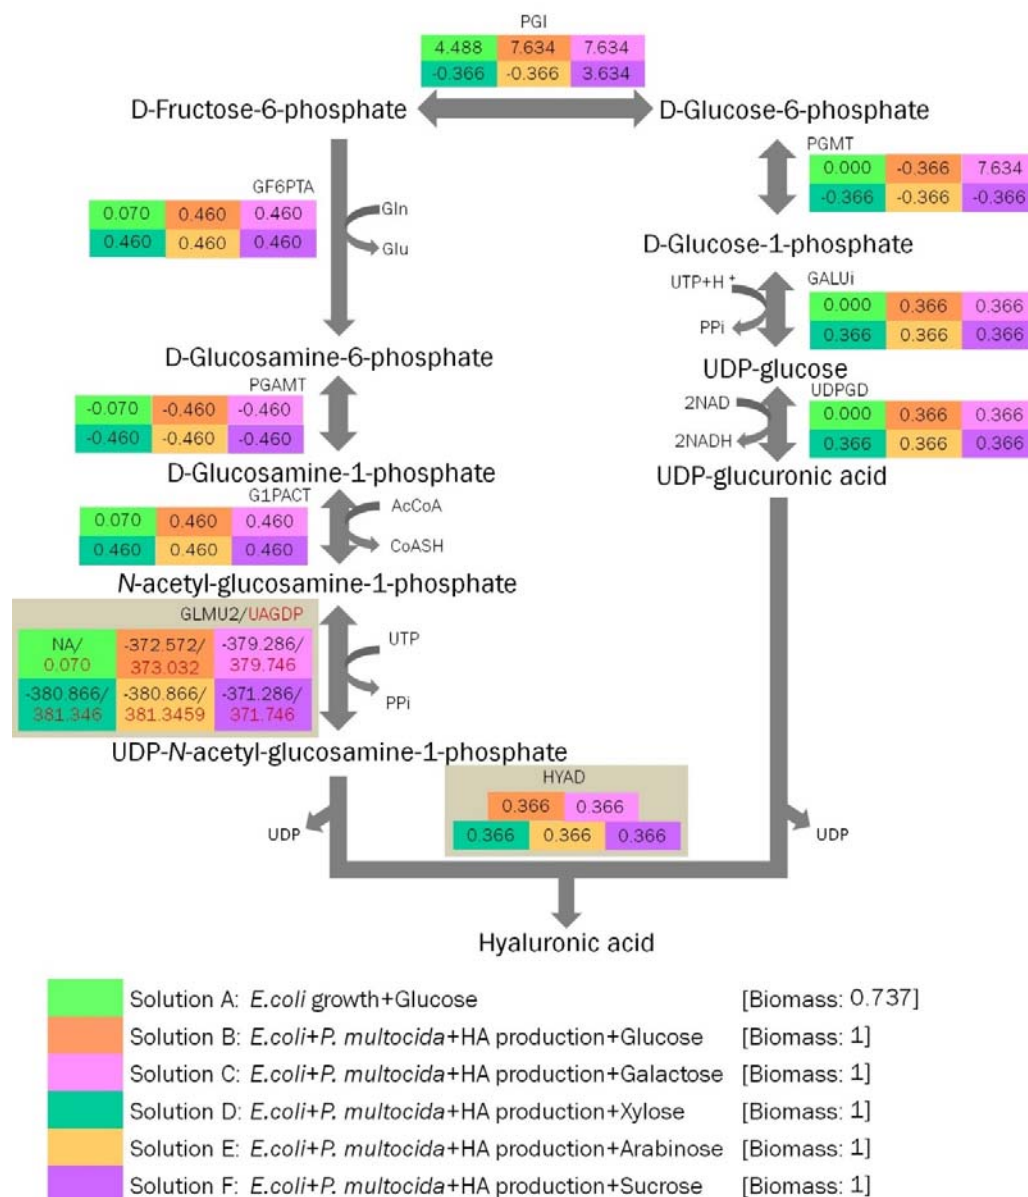 PGI
4.488 7.634 7.634
-0.366 -0.366 3.634
D-Fructose-6-phosphate D-Glucose-6-phosphate
PGMT
0.000 -0.366 7.634
-0.366 -0.366 -0.366
GF6PTA
0.070 0.460 0.460
0.460 0.460 0.460
Gln
Glu
D-Glucose-1-phosphate
UTP+H +
PPi
GALUi
0.000 0.366 0.366
0.366 0.366 0.366
D-Glucosamine-6-phosphate
UDP-glucose
PGAMT
-0.070 -0.460 -0.460
-0.460 -0.460 -0.460
2NAD
2NADH
UDPGD
0.000 0.366 0.366
0.366 0.366 0.366
D-Glucosamine-1-phosphate
UDP-glucuronic acid
G1PACT
0.070 0.460 0.460
0.460 0.460 0.460
AcCoA
CoASH
N-acetyl-glucosamine-1-phosphate
GLMU2/UAGDP
NA/ -372.572/ -379.286/
0.070 373.032 379.746
-380.866/ -380.866/ -371.286/
381.346 381.3459 371.746
UTP
PPi
UDP-N-acetyl-glucosamine-1-phosphate
HYAD
0.366 0.366
0.366 0.366 0.366
UDP
UDP
Hyaluronic acid
Solution A: E.coli growth+Glucose [Biomass: 0.737]
Solution B: E.coli+P. multocida+HA production+Glucose [Biomass: 1]
Solution C: E.coli+P. multocida+HA production+Galactose [Biomass: 1]
Solution D: E.coli+P. multocida+HA production+Xylose [Biomass: 1]
Solution E: E.coli+P. multocida+HA production+Arabinose [Biomass: 1]
Solution F: E.coli+P. multocida+HA production+Sucrose [Biomass: 1]